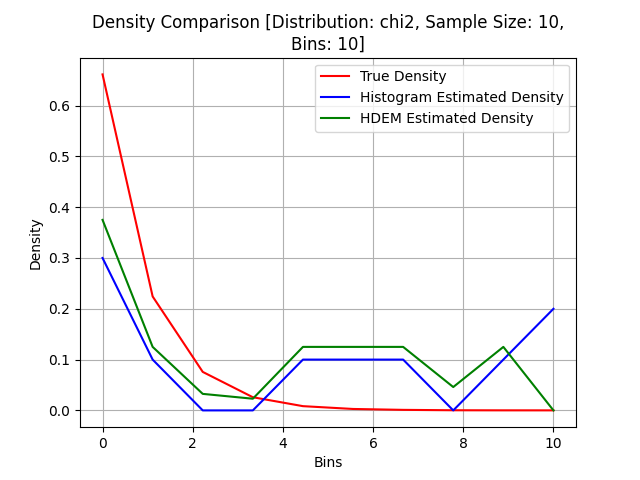 Density Comparison [Distribution: chi2, Sample Size: 10,
Bins: 10]
True Density
Histogram Estimated Density
HDEM Estimated Density
Density
0.6
0.5
0.4
0.3
0.2
0.1
0.0
0 2 4 6 8 10
Bins